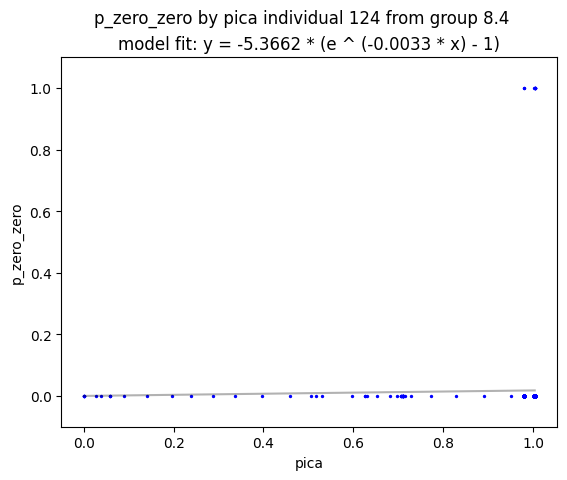 p_zero_zero by pica individual 124 from group 8.4
model fit: y = -5.3662 * (e ^ (-0.0033 * x) - 1)
1.0
0.8
0.6
0.4
0.2
0.0
p_zero_zero
0.0 0.2 0.4 0.6 0.8 1.0
pica